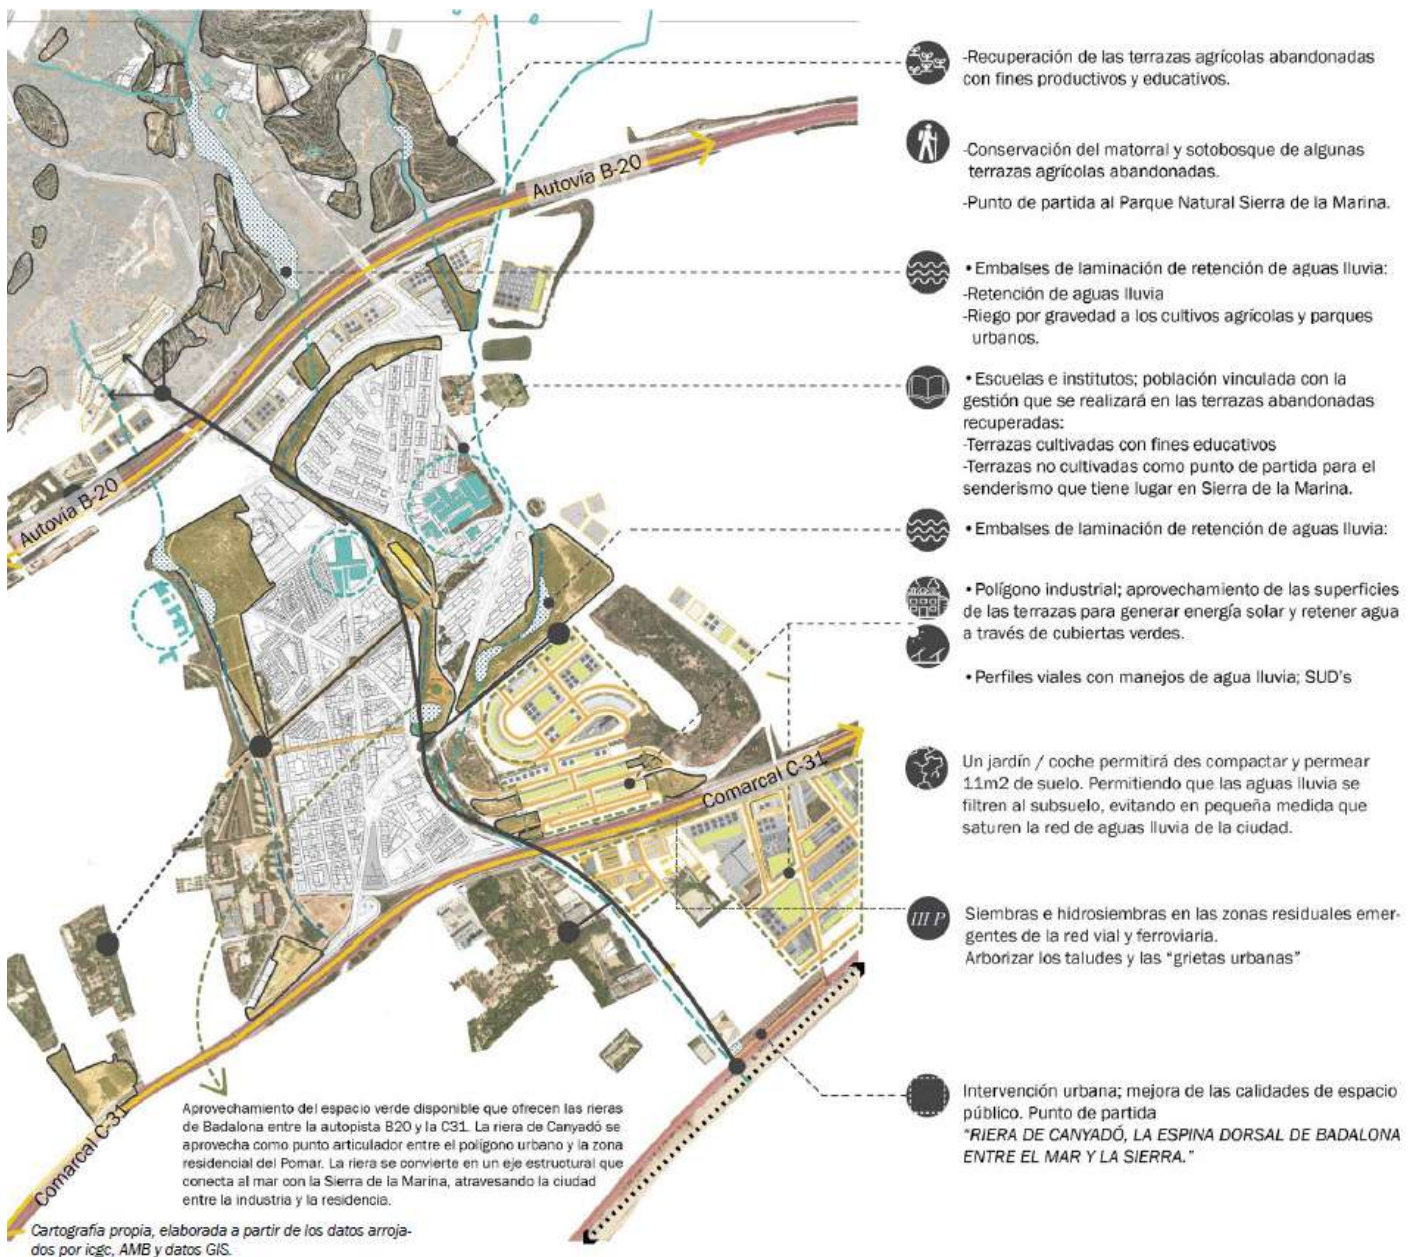 -Recuperación de las terrazas agrícolas abandonadas
con fines productivos y educativos.
-Conservación del matorral y sotobosque de algunas
terrazas agrícolas abandonadas.
-Punto de partida al Parque Natural Sierra de la Marina.
• Embalses de laminación de retención de aguas lluvia:
-Retención de aguas lluvia
-Riego por gravedad a los cultivos agrícolas y parques
urbanos.
• Escuelas e institutos; población vinculada con la
gestión que se realizará en las terrazas abandonadas
recuperadas:
-Terrazas cultivadas con fines educativos
-Terrazas no cultivadas como punto de partida para el
senderismo que tiene lugar en Sierra de la Marina.
• Embalses de laminación de retención de aguas lluvia:
• Polígono industrial; aprovechamiento de las superficies
de las terrazas para generar energía solar y retener agua
a través de cubiertas verdes.
• Perfiles viales con manejos de agua lluvia; SUD's
Un jardín / coche permitirá des compactar y permear
11m2 de suelo. Permitiendo que las aguas lluvia se
filtren al subsuelo, evitando en pequeña medida que
saturen la red de aguas lluvia de la ciudad.
III P
Siembras e hidrosiembras en las zonas residuales emer-
gentes de la red vial y ferroviaria.
Arborizar los taludes y las "grietas urbanas"
Intervención urbana; mejora de las calidades de espacio
público. Punto de partida
"RIERA DE CANYADÓ, LA ESPINA DORSAL DE BADALONA
ENTRE EL MAR Y LA SIERRA."
Autovía B-20
Autovía B-20
Comarcal C-31
Comarcal C-31
Aprovechamiento del espacio verde disponible que ofrecen las rieras
de Badalona entre la autopista B20 y la C31. La riera de Canyadó se
aprovecha como punto articulador entre el polígono urbano y la zona
residencial del Pomar. La riera se convierte en un eje estructural que
conecta al mar con la Sierra de la Marina, atravesando la ciudad
entre la industria y la residencia.
Cartografía propia, elaborada a partir de los datos arroja-
dos por icgc, AMB y datos GIS.